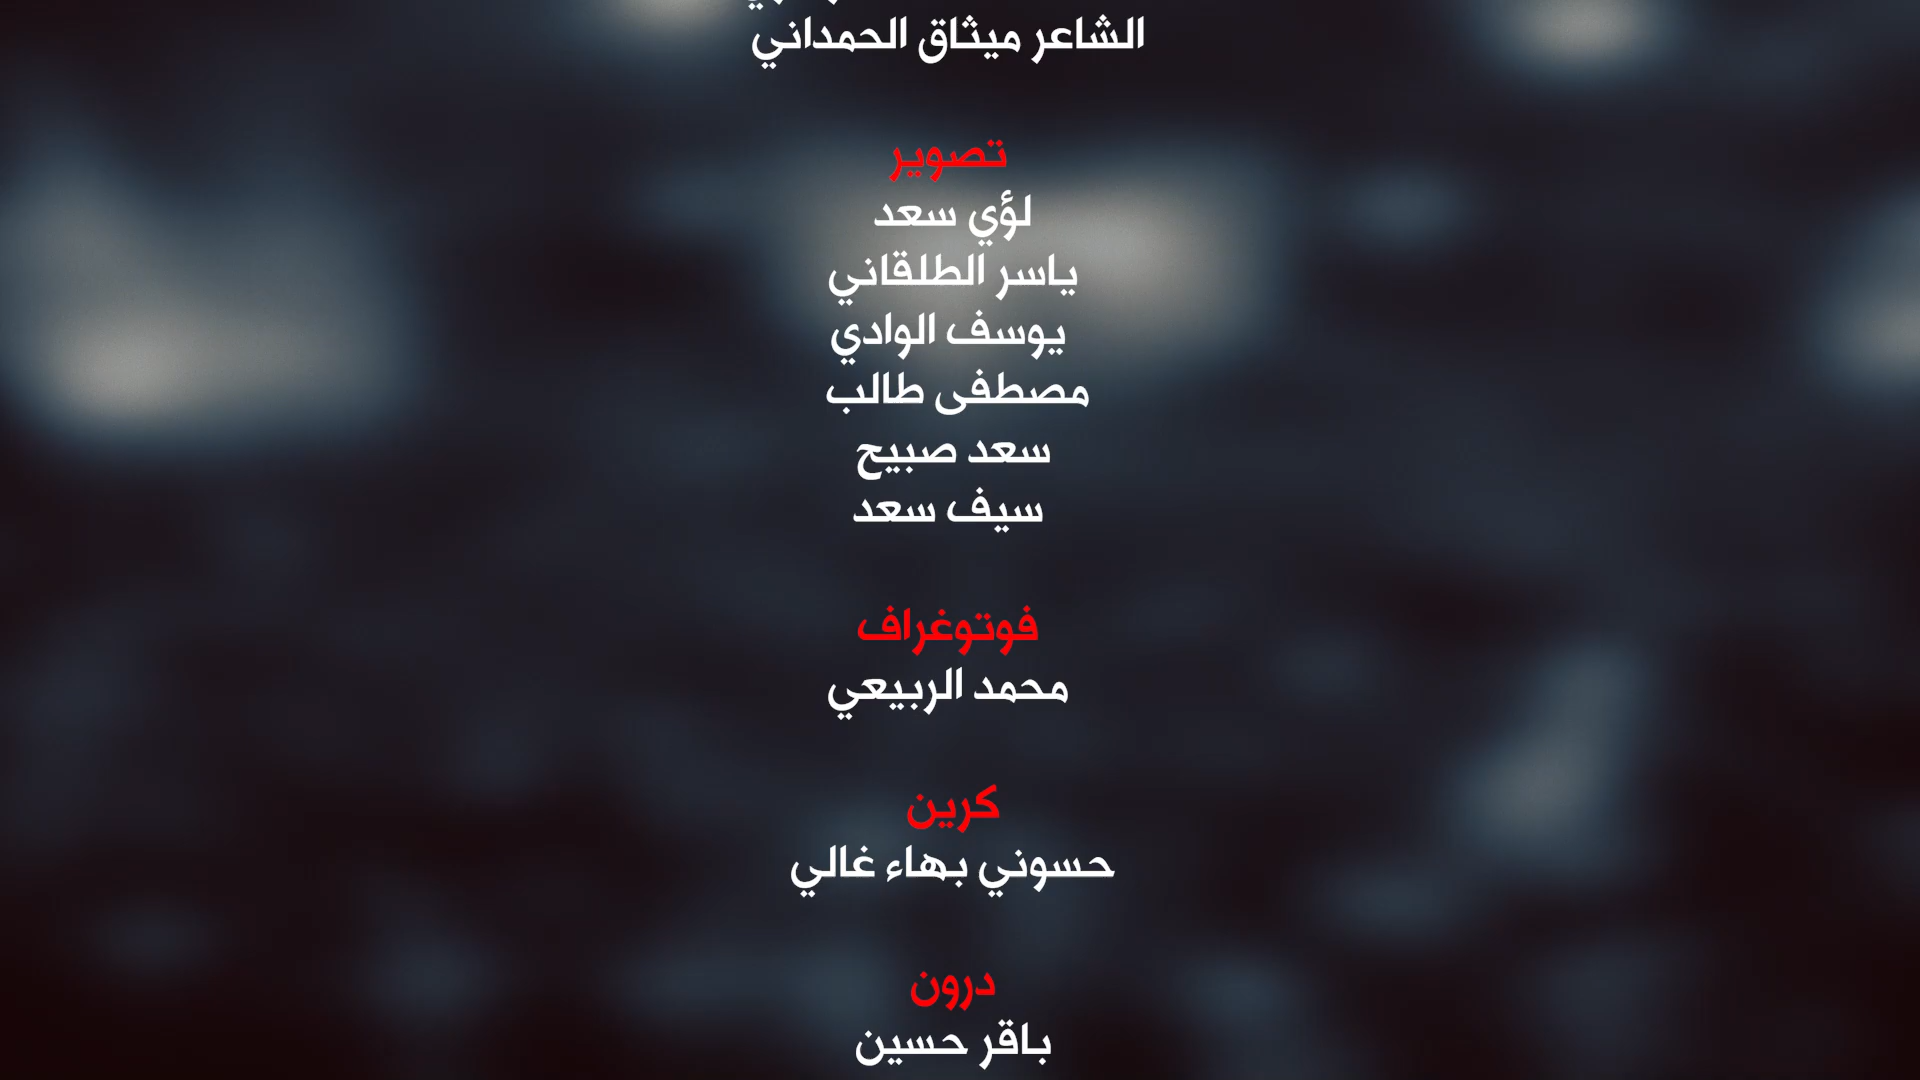 الشاعر ميثاق الحمداني
تصوير
لؤي سعد
ياسر الطلقاني
يوسف الوادي
مصطفى طالب
سعد صبيح
سيف سعد
فوتوغراف
محمد الربيعي
كرين
حسوني بهاء غالي
درون
باقر حسين